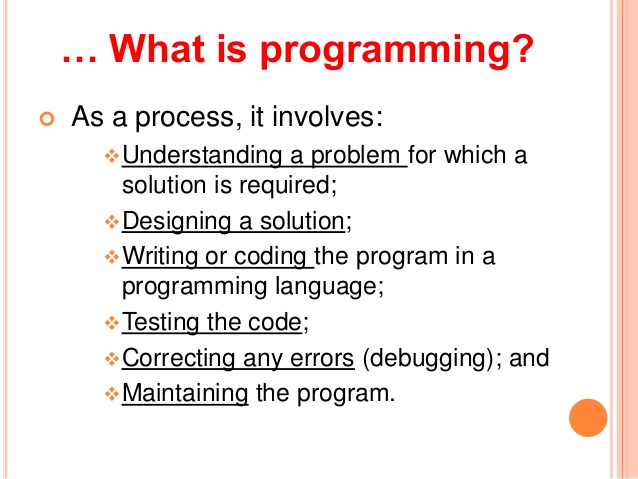 … What is programming?
As a process, it involves:
Understanding a problem for which a
solution is required;
Designing a solution;
Writing or coding the program in a
programming language;
Testing the code;
Correcting any errors (debugging); and
Maintaining the program.